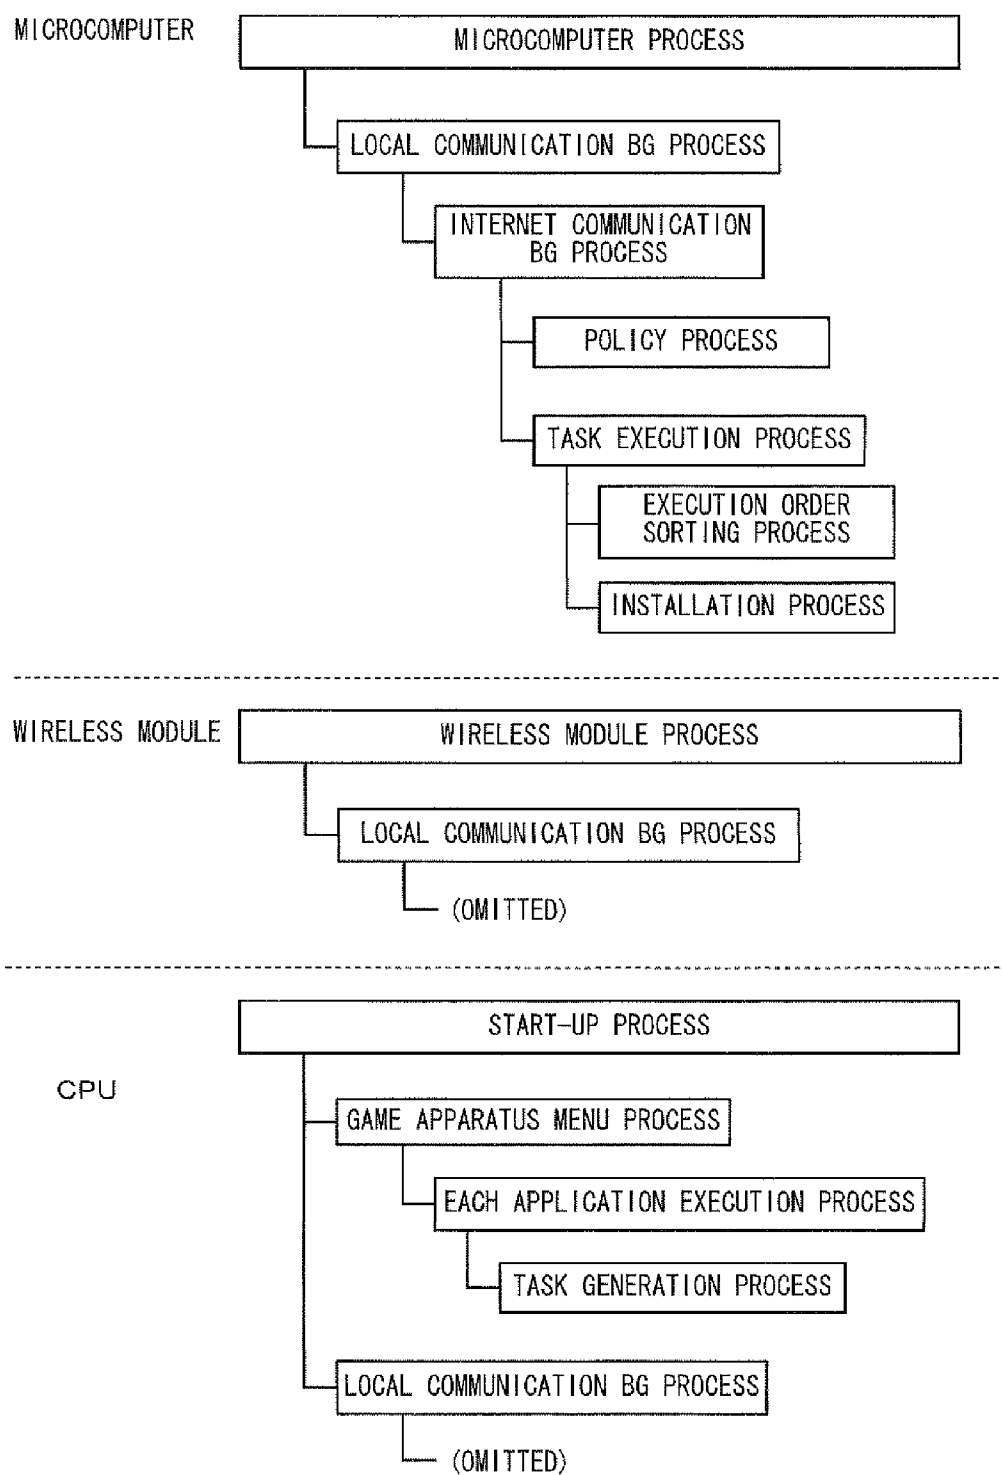 MICROCOMPUTER
MICROCOMPUTER PROCESS
LOCAL COMMUNICATION BG PROCESS
INTERNET COMMUNICATION
BG PROCESS
POLICY PROCESS
TASK EXECUTION PROCESS
EXECUTION ORDER
SORTING PROCESS
INSTALLATION PROCESS
WIRELESS MODULE
WIRELESS MODULE PROCESS
LOCAL COMMUNICATION BG PROCESS
(OMITTED)
START-UP PROCESS
CPU
GAME APPARATUS MENU PROCESS
EACH APPLICATION EXECUTION PROCESS
TASK GENERATION PROCESS
LOCAL COMMUNICATION BG PROCESS
(OMITTED)